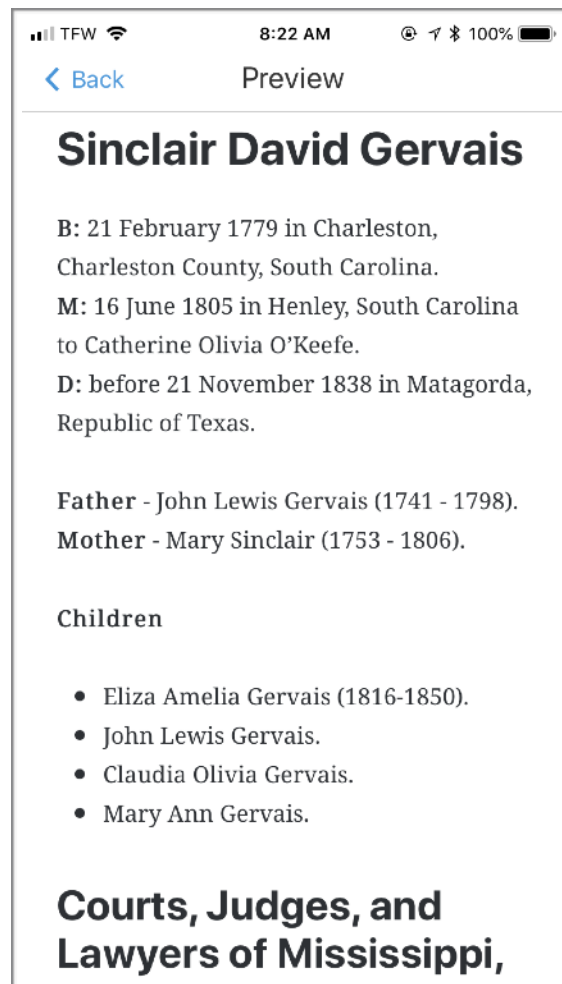 TFW 8:22 AM 100%
Back Preview
Sinclair David Gervais
B: 21 February 1779 in Charleston,
Charleston County, South Carolina.
M: 16 June 1805 in Henley, South Carolina
to Catherine Olivia O’Keefe.
D: before 21 November 1838 in Matagorda,
Republic of Texas.
Father - John Lewis Gervais (1741 - 1798).
Mother - Mary Sinclair (1753 - 1806).
Children
• Eliza Amelia Gervais (1816-1850).
• John Lewis Gervais.
• Claudia Olivia Gervais.
• Mary Ann Gervais.
Courts, Judges, and
Lawyers of Mississippi,